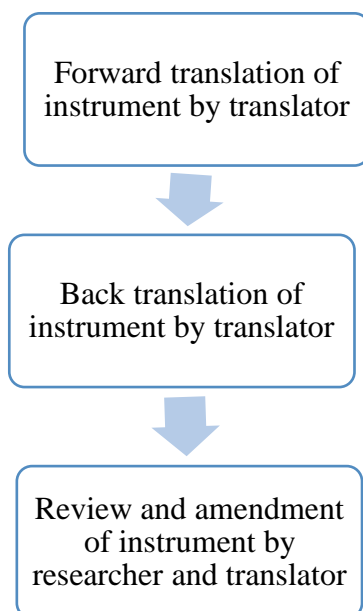 Forward translation of
instrument by translator
Back translation of
instrument by translator
Review and amendment
of instrument by
researcher and translator